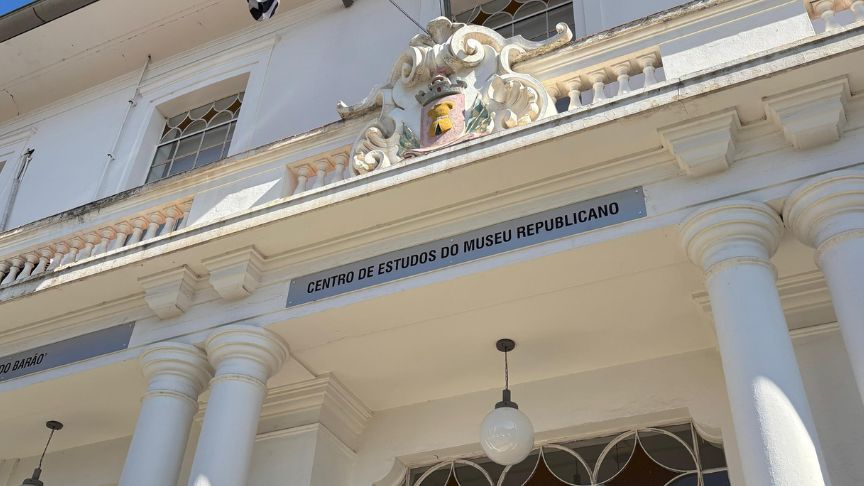 CENTRO DE ESTUDOS DO MUSEU REPUBLICANO
DO BARÃO"